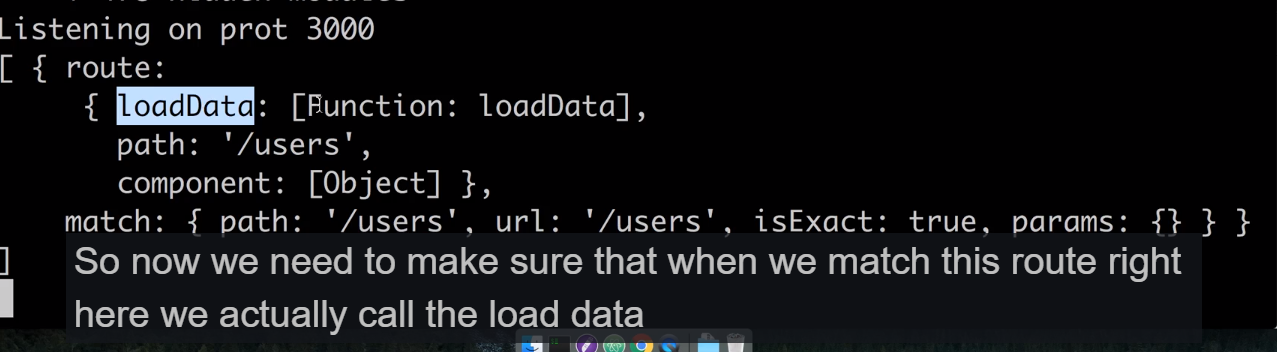 Listening on prot 3000
[ { route:
{ loadData: [Function: loadData],
path: '/users',
component: [Object] },
match: { path: '/users', url: '/users', isExact: true, params: {} } }
]
So now we need to make sure that when we match this route right
here we actually call the load data